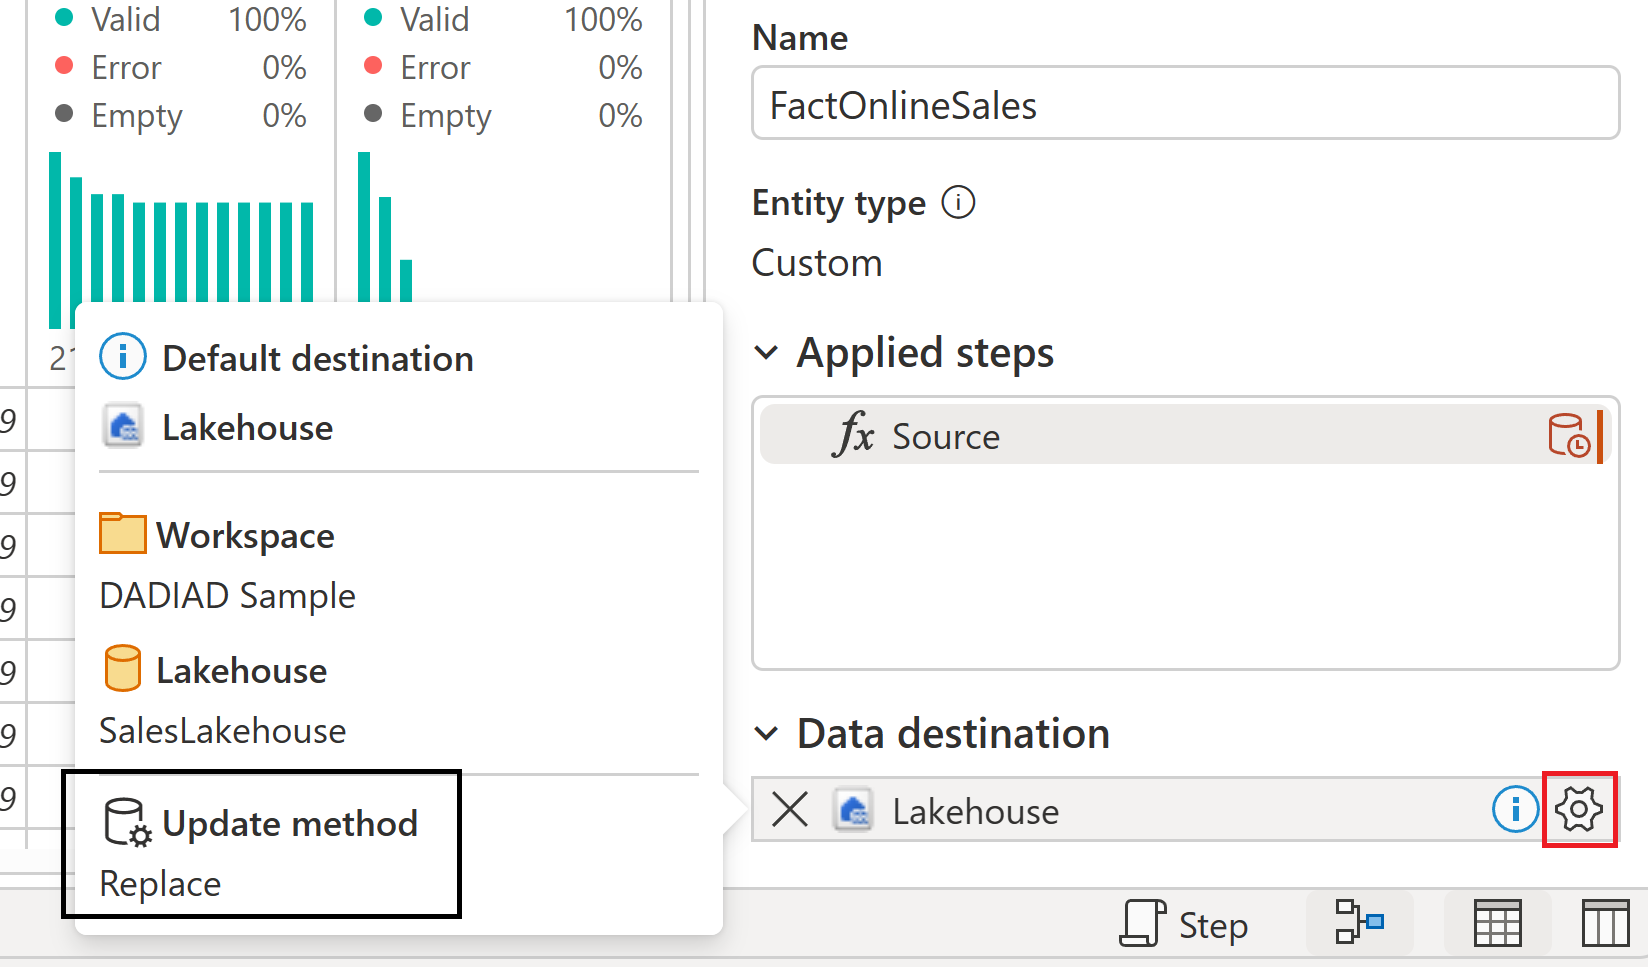 Valid 100%
Error 0%
Empty 0%
Valid 100%
Error 0%
Empty 0%
9
9
9
9
9
9
9
Default destination
Lakehouse
Workspace
DADIAD Sample
Lakehouse
SalesLakehouse
Update method
Replace
Name
FactOnlineSales
Entity type
Custom
Applied steps
fx Source
Data destination
Lakehouse
Step